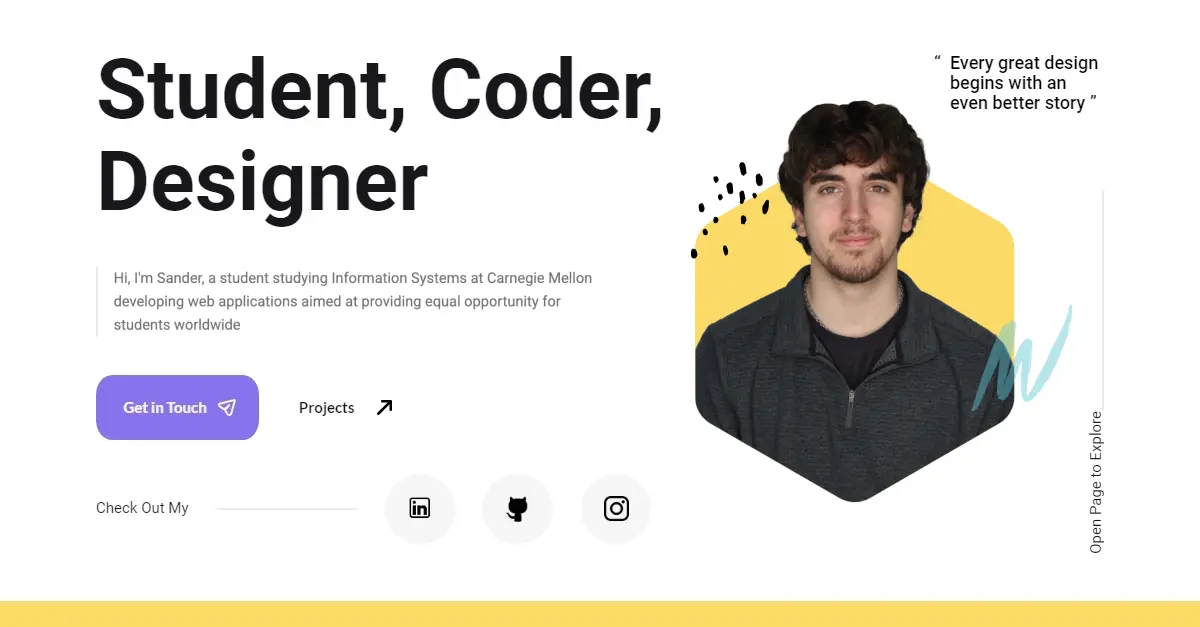 Student, Coder,
Designer
Hi, I'm Sander, a student studying Information Systems at Carnegie Mellon
developing web applications aimed at providing equal opportunity for
students worldwide
Get in Touch
Projects
Check Out My
in
“ Every great design
begins with an
even better story ”
Open Page to Explore